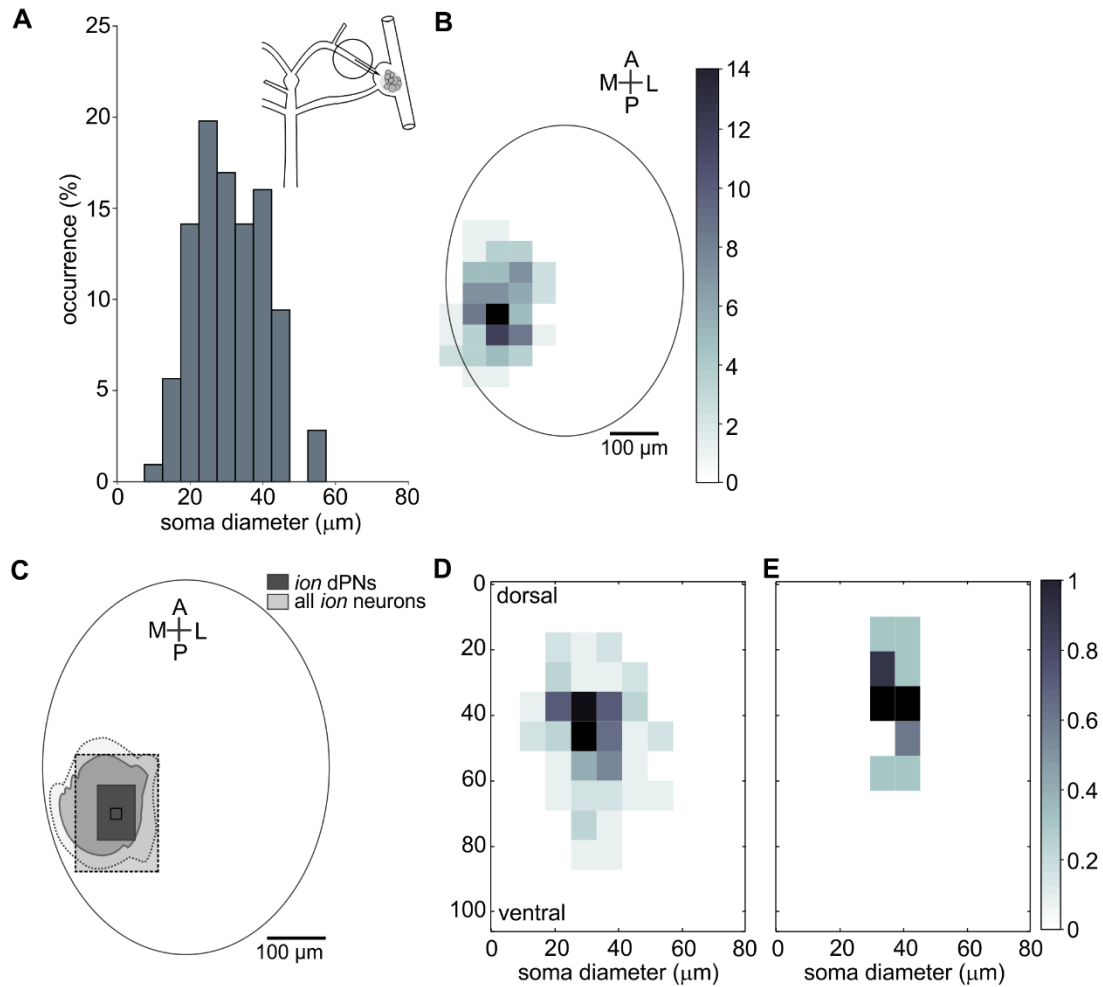 A
25
20
15
10
5
0
occurrence (%)
0 20 40 60 80
soma diameter (μm)
B
A
M L
P
100 μm
14
12
10
8
6
4
2
0
C
ion dPNs
all ion neurons
A
M L
P
100 μm
D
0
20
40
60
80
100
dorsal
ventral
0 20 40 60 80
soma diameter (μm)
E
0 40 80
soma diameter (μm)
1
0.8
0.6
0.4
0.2
0